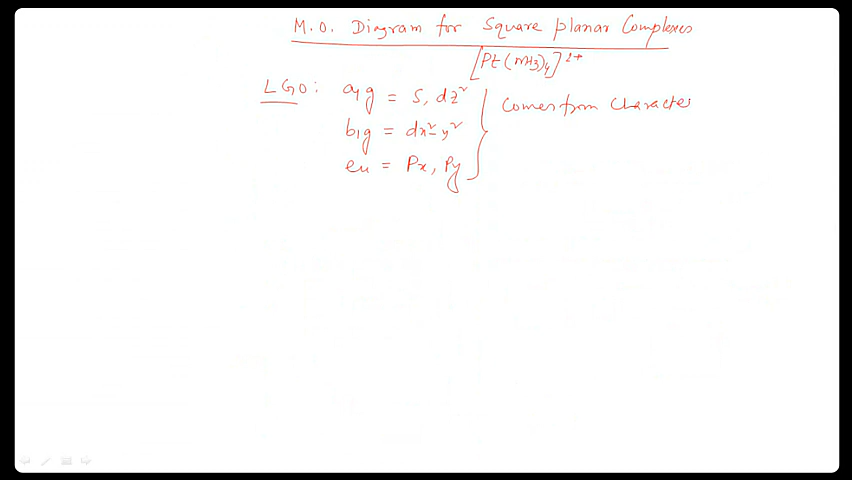 M.O. Diagram for Square planar Complexes
[Pt(NH3)4]2+
LGO: a1g = S, dz²
b1g = dx²-y²
eu = Px, Py
Comes from Character